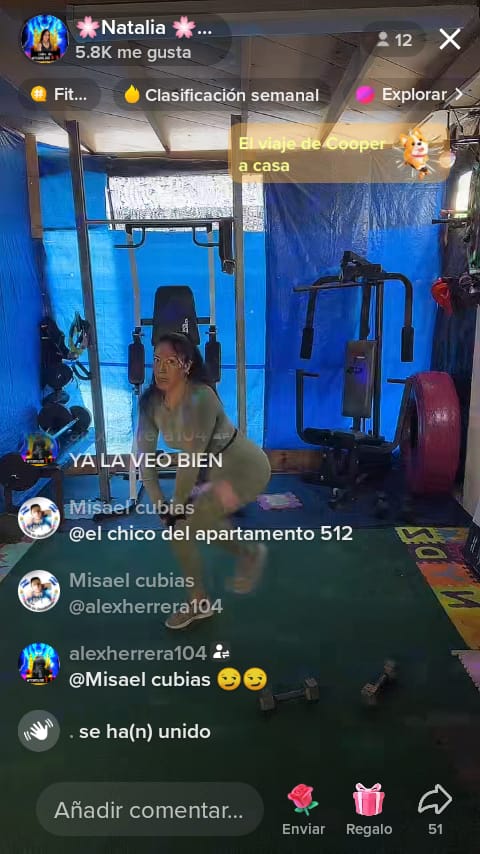 🌸Natalia 🌸...
5.8K me gusta
12
Fit...
Clasificación semanal
Explorar
El viaje de Cooper
a casa
alexherrera104
YA LA VEO BIEN
Misael cubias
@el chico del apartamento 512
Misael cubias
@alexherrera104
alexherrera104
@Misael cubias 😏😏
. se ha(n) unido
Añadir comentar...
Enviar
Regalo
51